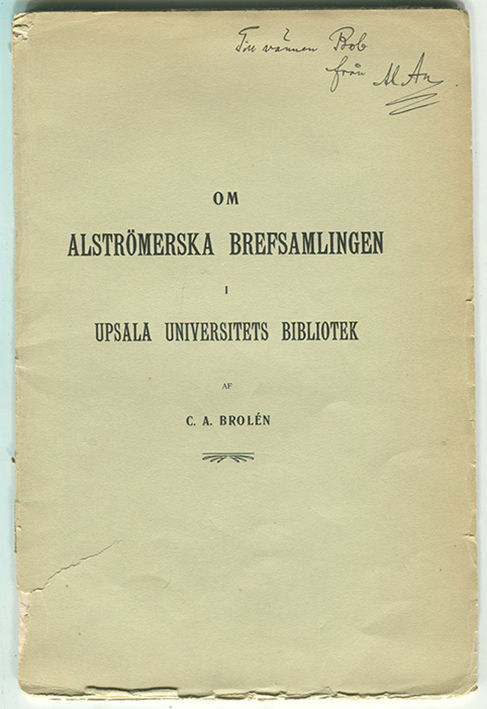 Till vännen Bob
från
OM
ALSTRÖMERSKA BREFSAMLINGEN
I
UPSALA UNIVERSITETS BIBLIOTEK
AF
C. A. BROLÉN